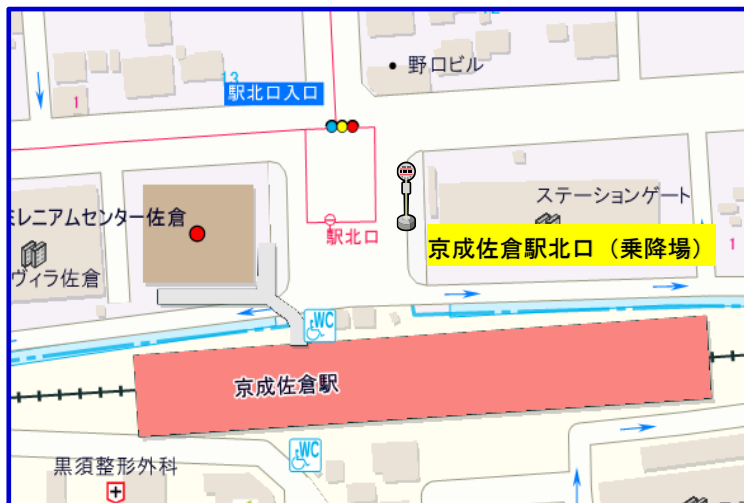 12
野口ビル
13
駅北口入口
1
ステーションゲート
ミレニアムセンター佐倉
駅北口
京成佐倉駅北口（乗降場）
1
ヴィラ佐倉
WC
京成佐倉駅
WC
黒須整形外科